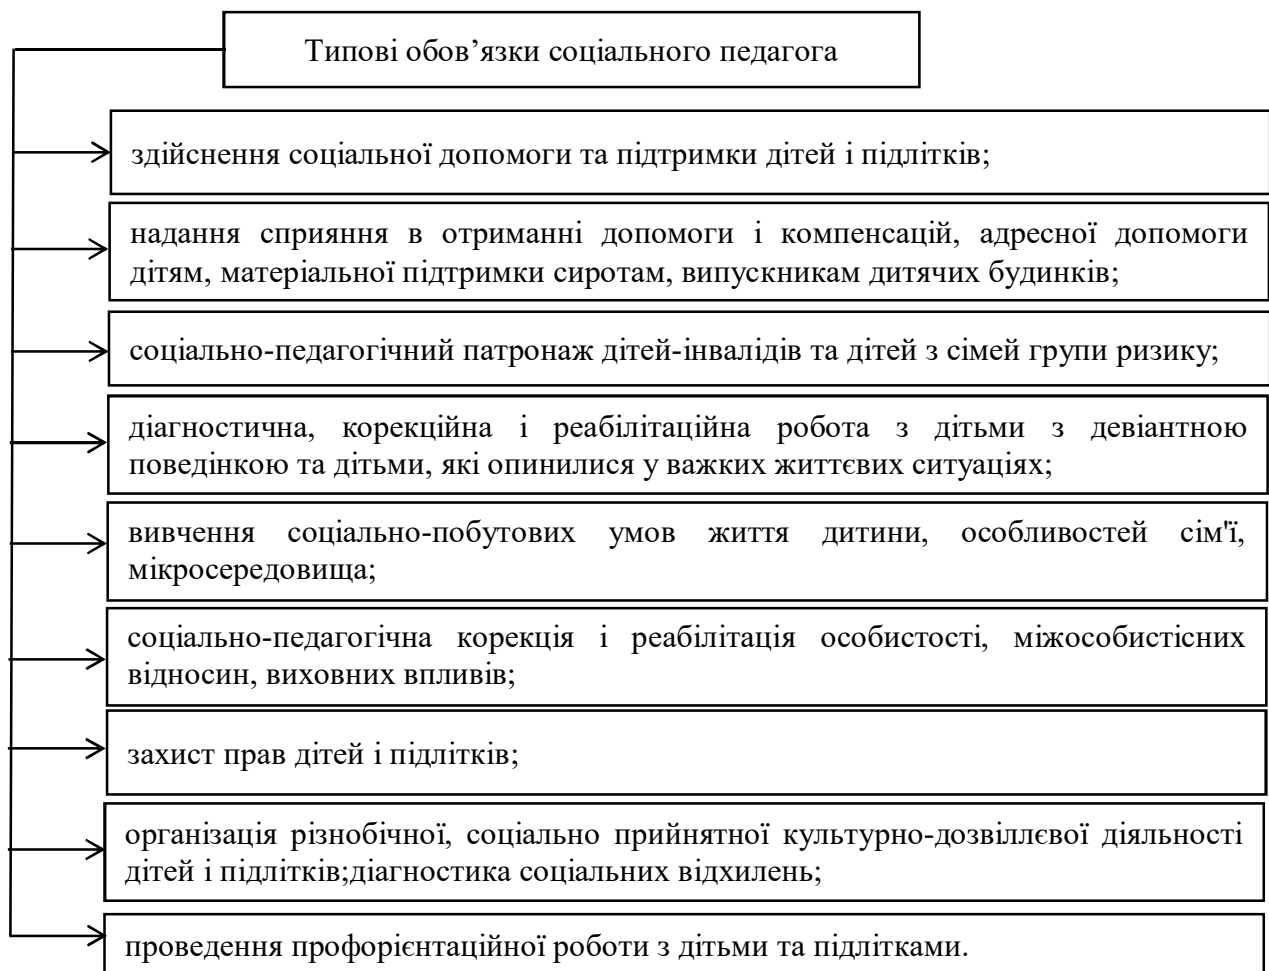 Типові обов’язки соціального педагога
здійснення соціальної допомоги та підтримки дітей і підлітків;
надання сприяння в отриманні допомоги і компенсацій, адресної допомоги
дітям, матеріальної підтримки сиротам, випускникам дитячих будинків;
соціально-педагогічний патронаж дітей-інвалідів та дітей з сімей групи ризику;
діагностична, корекційна і реабілітаційна робота з дітьми з девіантною
поведінкою та дітьми, які опинилися у важких життєвих ситуаціях;
вивчення соціально-побутових умов життя дитини, особливостей сім'ї,
мікросередовища;
соціально-педагогічна корекція і реабілітація особистості, міжособистісних
відносин, виховних впливів;
захист прав дітей і підлітків;
організація різнобічної, соціально прийнятної культурно-дозвіллєвої діяльності
дітей і підлітків;діагностика соціальних відхилень;
проведення профорієнтаційної роботи з дітьми та підлітками.